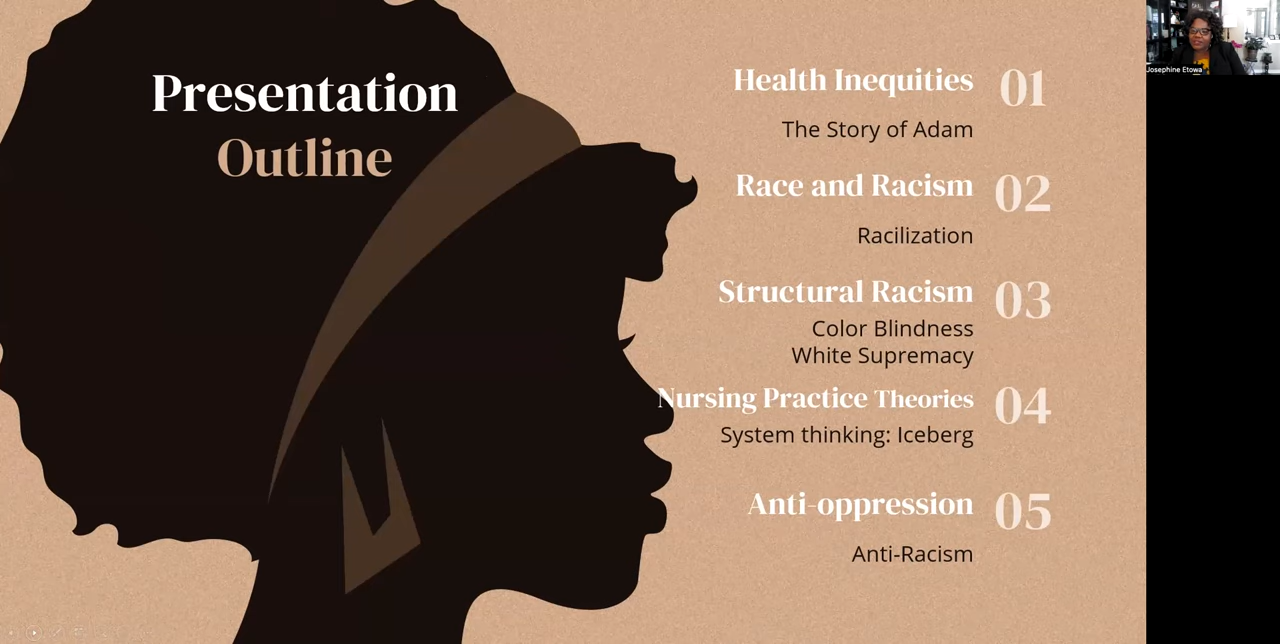 Presentation
Outline
Health Inequities 01
The Story of Adam
Race and Racism 02
Racilization
Structural Racism 03
Color Blindness
White Supremacy
Nursing Practice Theories 04
System thinking: Iceberg
Anti-oppression 05
Anti-Racism
Josephine Etowa